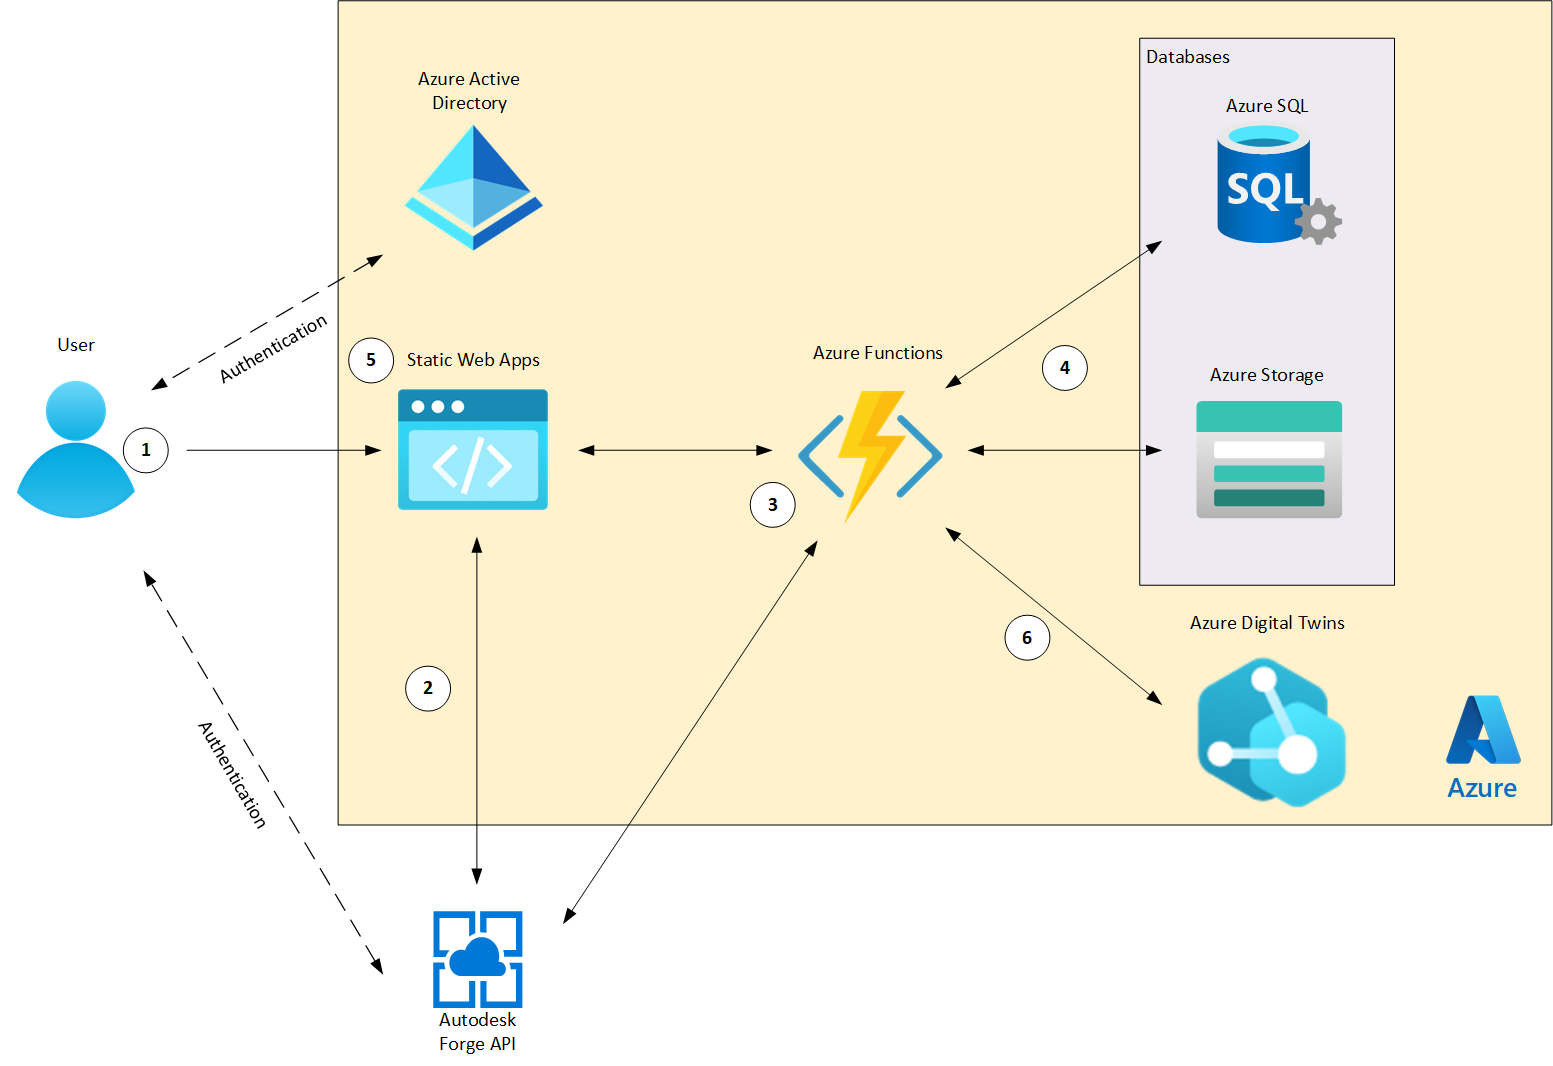 Databases
Azure Active
Directory
Azure SQL
SQL
Authentication
User
5
Static Web Apps
Azure Functions
4
Azure Storage
1
3
Azure Digital Twins
6
2
Authentication
Azure
Autodesk
Forge API